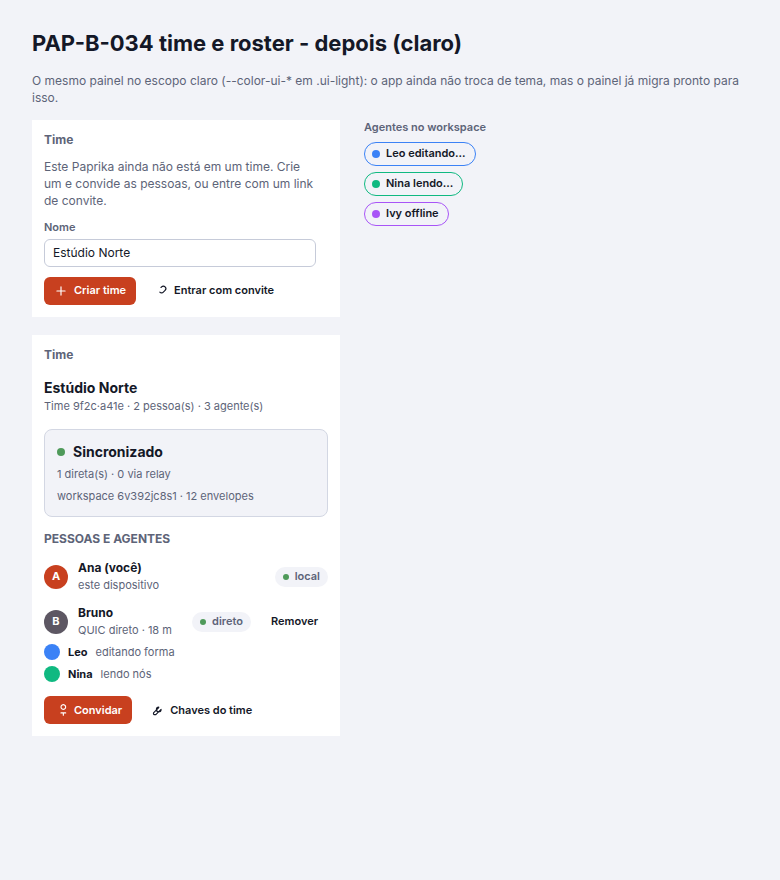 PAP-B-034 time e roster - depois (claro)
O mesmo painel no escopo claro (--color-ui-* em .ui-light): o app ainda não troca de tema, mas o painel já migra pronto para
isso.
Time
Este Paprika ainda não está em um time. Crie
um e convide as pessoas, ou entre com um link
de convite.
Nome
Estúdio Norte
Criar time
Entrar com convite
Agentes no workspace
Leo editando...
Nina lendo...
Ivy offline
Time
Estúdio Norte
Time 9f2c·a41e · 2 pessoa(s) · 3 agente(s)
Sincronizado
1 direta(s) · 0 via relay
workspace 6v392jc8s1 · 12 envelopes
PESSOAS E AGENTES
A
Ana (você)
este dispositivo
local
B
Bruno
QUIC direto · 18 m
direto
Remover
Leo editando forma
Nina lendo nós
Convidar
Chaves do time